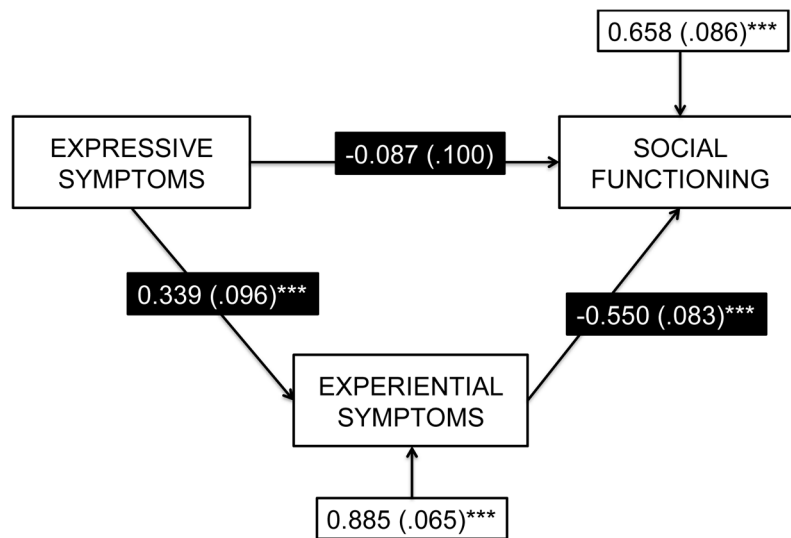 0.658 (.086)***
EXPRESSIVE
SYMPTOMS
-0.087 (.100)
SOCIAL
FUNCTIONING
0.339 (.096)***
-0.550 (.083)***
EXPERIENTIAL
SYMPTOMS
0.885 (.065)***